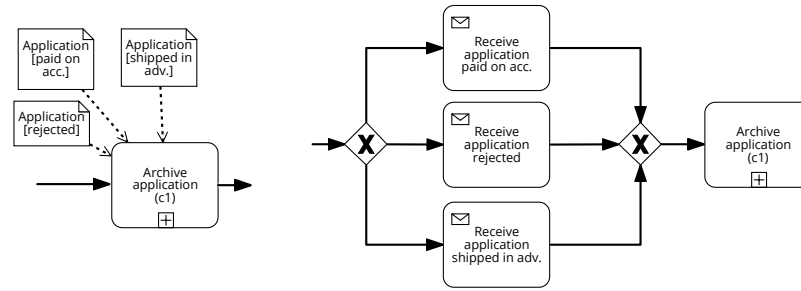 Application
[paid on
acc.]
Application
[shipped in
adv.]
Application
[rejected]
Archive
application
(c1)
Receive
application
paid on acc.
Receive
application
rejected
Receive
application
shipped in adv.
Archive
application
(c1)